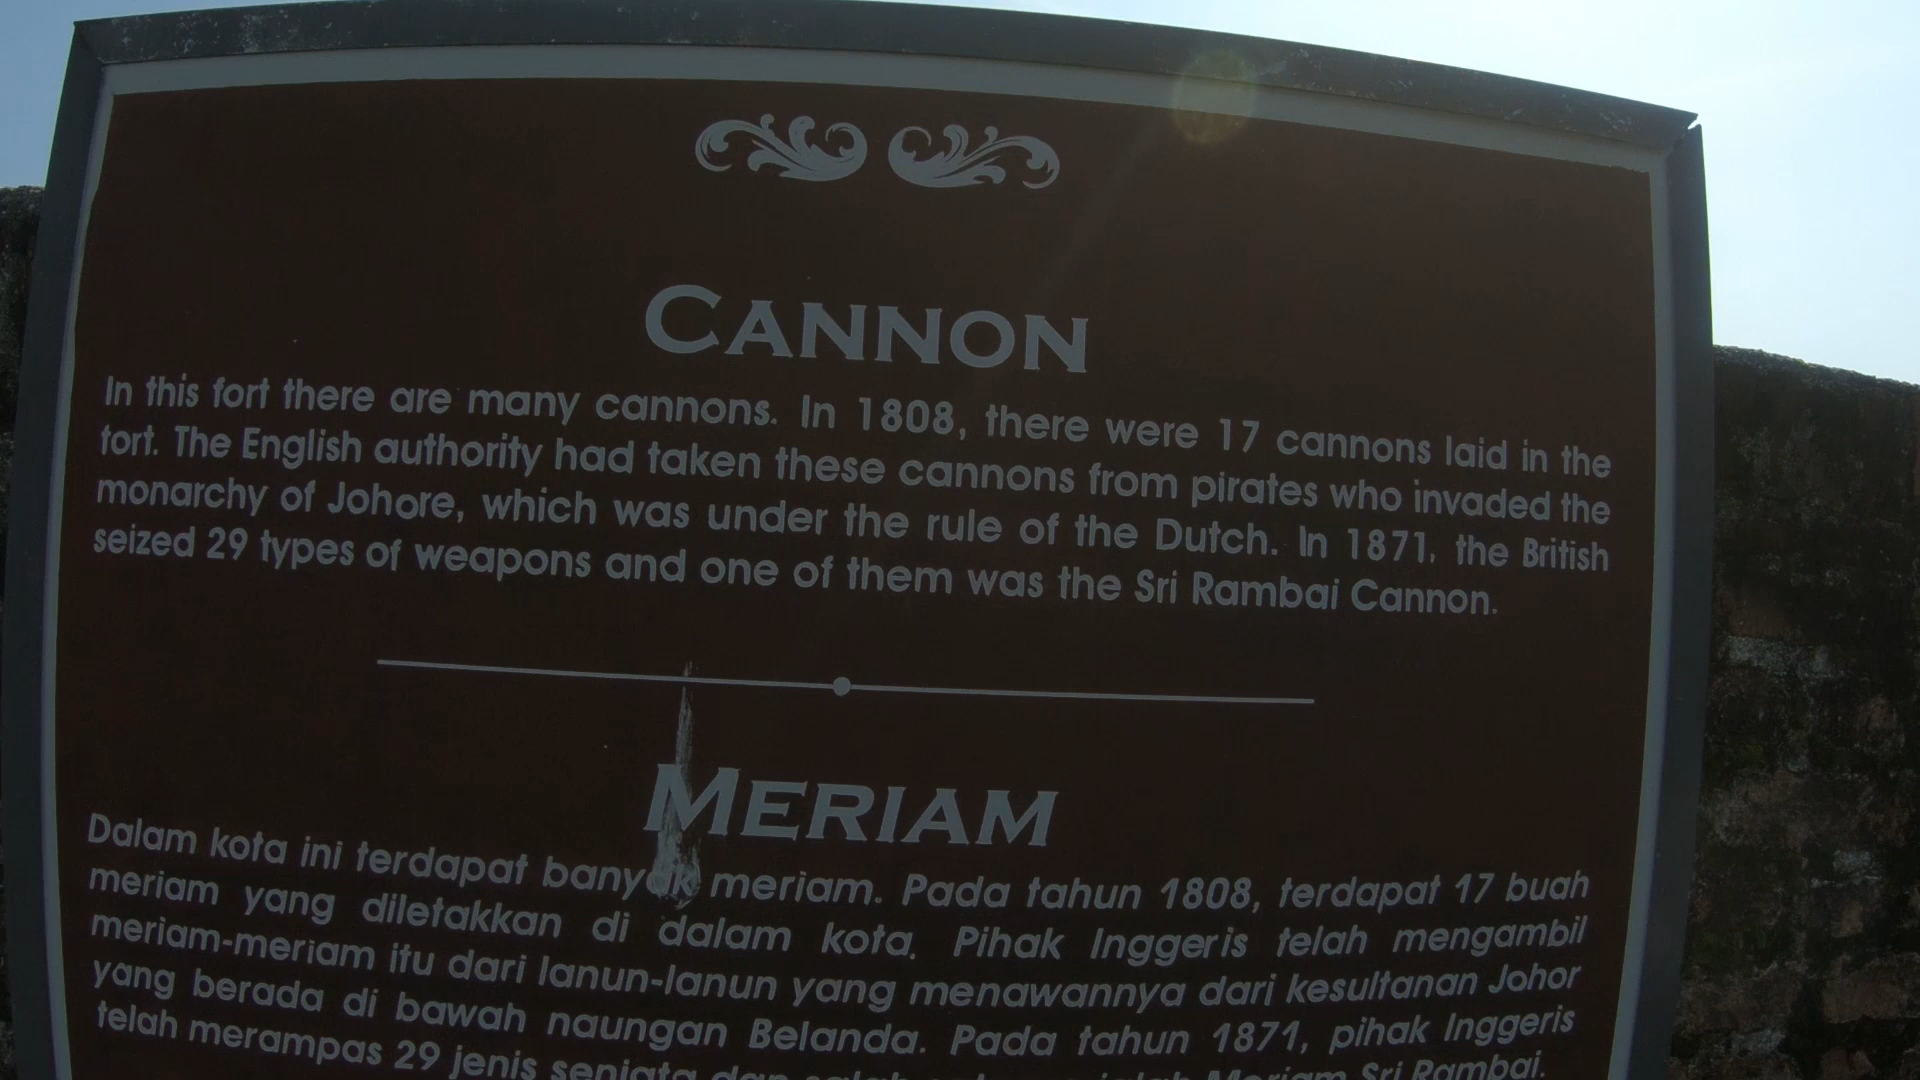 CANNON
In this fort there are many cannons. In 1808, there were 17 cannons laid in the
fort. The English authority had taken these cannons from pirates who invaded the
monarchy of Johore, which was under the rule of the Dutch. In 1871, the British
seized 29 types of weapons and one of them was the Sri Rambai Cannon.
MERIAM
Dalam kota ini terdapat banyak meriam. Pada tahun 1808, terdapat 17 buah
meriam yang diletakkan di dalam kota. Pihak Inggeris telah mengambil
meriam-meriam itu dari lanun-lanun yang menawannya dari kesultanan Johor
yang berada di bawah naungan Belanda. Pada tahun 1871, pihak Inggeris
telah merampas 29 jenis senjata dan Meriam Sri Rambai.